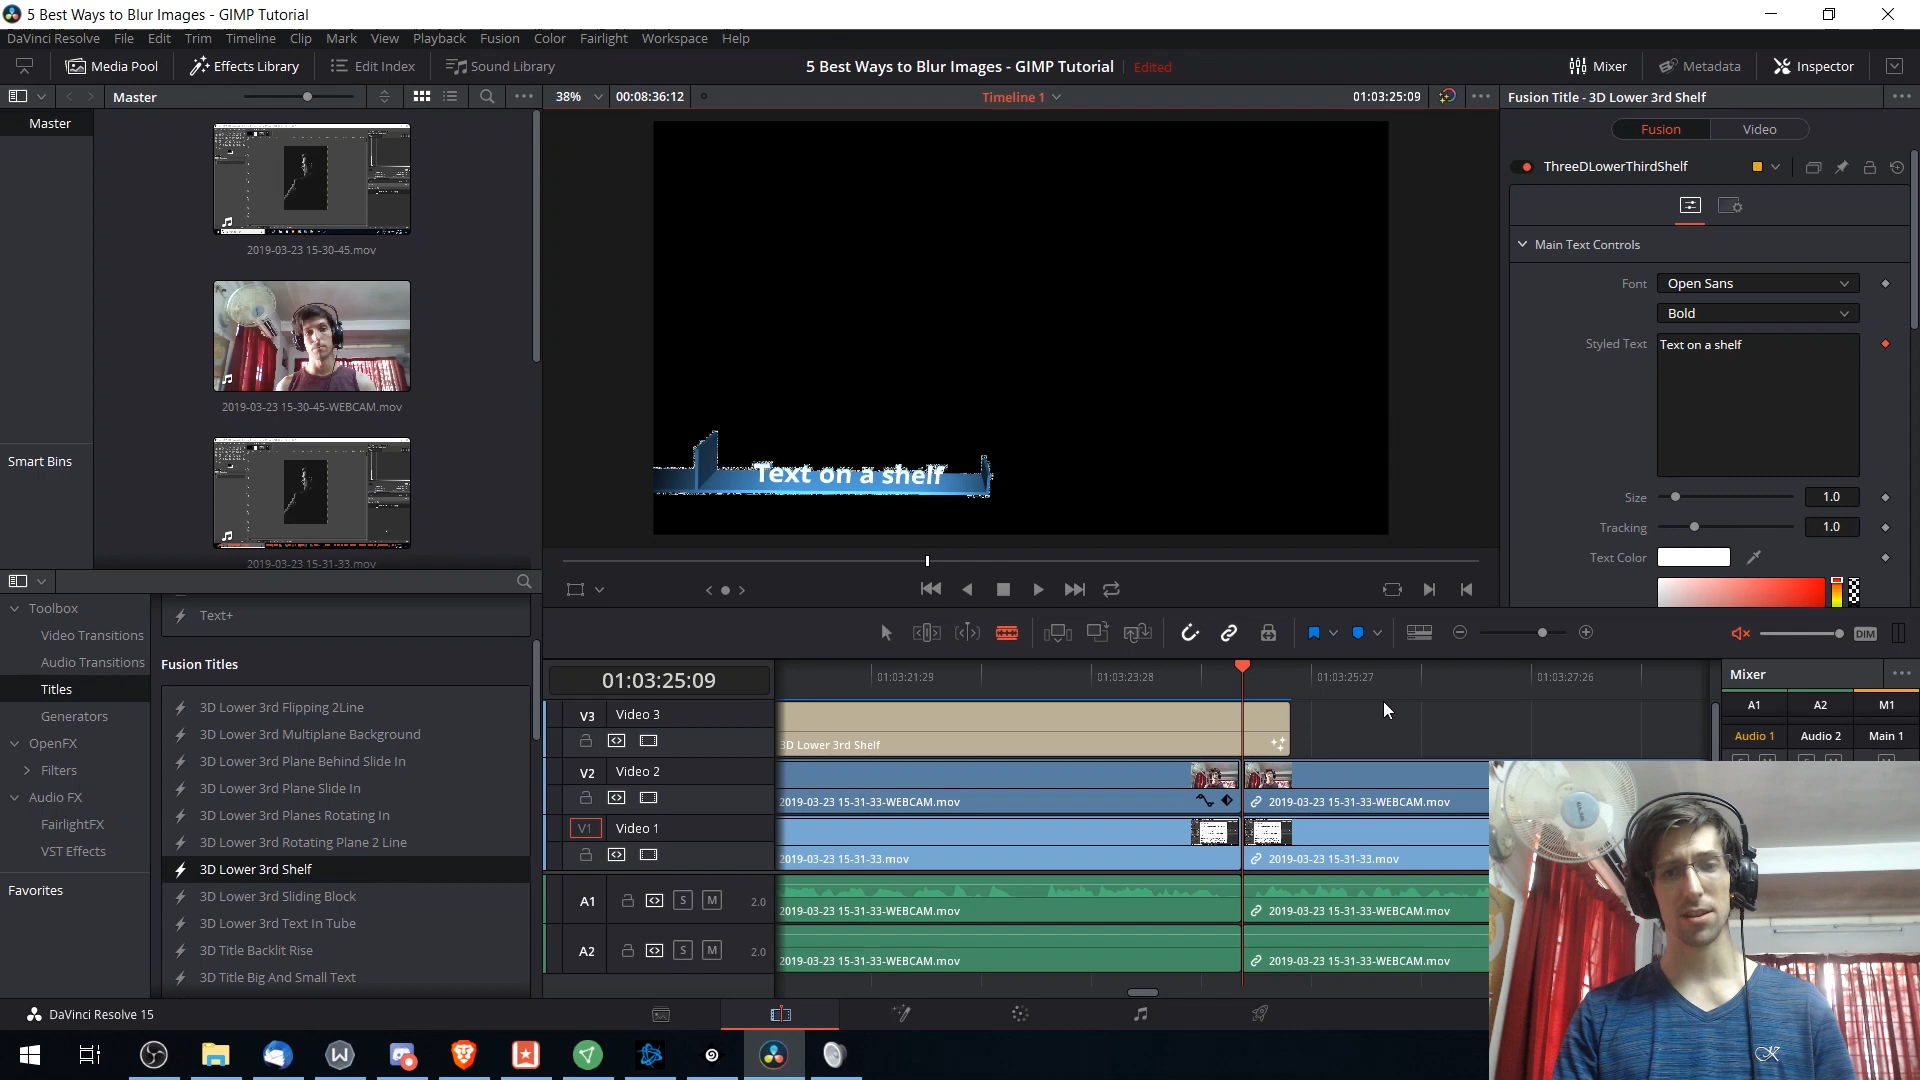 5 Best Ways to Blur Images - GIMP Tutorial
DaVinci Resolve File Edit Trim Timeline Clip Mark View Playback Fusion Color Fairlight Workspace Help
Media Pool Effects Library Edit Index Sound Library 5 Best Ways to Blur Images - GIMP Tutorial Edited Mixer Metadata Inspector
Master 38% 00:08:36:12 Timeline 1 01:03:25:09 Fusion Title - 3D Lower 3rd Shelf
Master
Fusion Video
ThreeDLowerThirdShelf
2019-03-23 15-30-45.mov
Main Text Controls
Font Open Sans
Bold
Styled Text Text on a shelf
2019-03-23 15-30-45-WEBCAM.mov
Smart Bins
Text on a shelf
Size 1.0
Tracking 1.0
Text Color
2019-03-23 15-31-33.mov
Toolbox
Video Transitions
Audio Transitions
Titles
Generators
OpenFX
Filters
Audio FX
FairlightFX
VST Effects
Favorites
Text+
Fusion Titles
3D Lower 3rd Flipping 2Line
3D Lower 3rd Multiplane Background
3D Lower 3rd Plane Behind Slide In
3D Lower 3rd Plane Slide In
3D Lower 3rd Planes Rotating In
3D Lower 3rd Rotating Plane 2 Line
3D Lower 3rd Shelf
3D Lower 3rd Sliding Block
3D Lower 3rd Text In Tube
3D Title Backlit Rise
3D Title Big And Small Text
DIM
01:03:25:09 01:03:21:29 01:03:23:28 01:03:25:27 01:03:27:26
V3 Video 3
3D Lower 3rd Shelf
V2 Video 2
2019-03-23 15-31-33-WEBCAM.mov 2019-03-23 15-31-33-WEBCAM.mov
V1 Video 1
2019-03-23 15-31-33.mov 2019-03-23 15-31-33.mov
A1 S M 2.0
2019-03-23 15-31-33-WEBCAM.mov 2019-03-23 15-31-33-WEBCAM.mov
A2 S M 2.0
2019-03-23 15-31-33-WEBCAM.mov 2019-03-23 15-31-33-WEBCAM.mov
Mixer
A1 A2 M1
Audio 1 Audio 2 Main 1
DaVinci Resolve 15